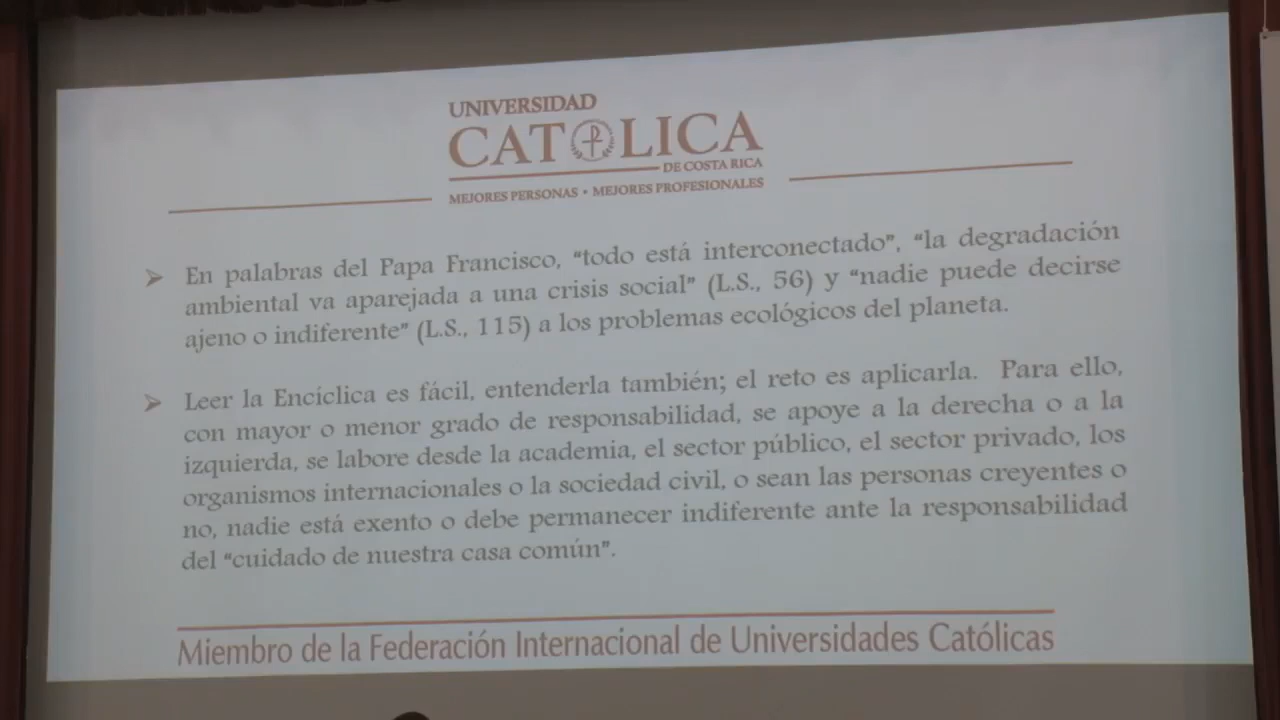 UNIVERSIDAD
CATOLICA
DE COSTA RICA
MEJORES PERSONAS • MEJORES PROFESIONALES
➢ En palabras del Papa Francisco, “todo está interconectado”, “la degradación
ambiental va aparejada a una crisis social” (L.S., 56) y “nadie puede decirse
ajeno o indiferente” (L.S., 115) a los problemas ecológicos del planeta.
➢ Leer la Encíclica es fácil, entenderla también; el reto es aplicarla. Para ello,
con mayor o menor grado de responsabilidad, se apoye a la derecha o a la
izquierda, se labore desde la academia, el sector público, el sector privado, los
organismos internacionales o la sociedad civil, o sean las personas creyentes o
no, nadie está exento o debe permanecer indiferente ante la responsabilidad
del “cuidado de nuestra casa común”.
Miembro de la Federación Internacional de Universidades Católicas